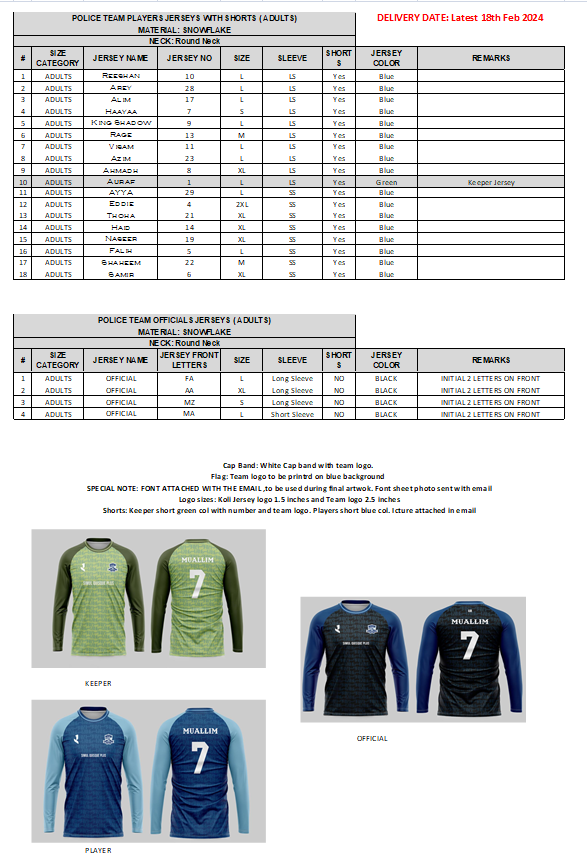 POLICE TEAM PLAYERS JERSEYS WITH SHORTS (ADULTS)
DELIVERY DATE: Latest 18th Feb 2024
MATERIAL: SNOWFLAKE
NECK: Round Neck
# SIZE CATEGORY JERSEY NAME JERSEY NO SIZE SLEEVE SHORTS JERSEY COLOR REMARKS
1 ADULTS REESHAN 10 L LS Yes Blue
2 ADULTS AREY 28 L LS Yes Blue
3 ADULTS ALIM 17 L LS Yes Blue
4 ADULTS HAAYAA 7 S LS Yes Blue
5 ADULTS KING SHADOW 9 L LS Yes Blue
6 ADULTS RAGE 13 M LS Yes Blue
7 ADULTS VISAM 11 L LS Yes Blue
8 ADULTS AZIM 23 L LS Yes Blue
9 ADULTS AHMADH 8 XL LS Yes Blue
10 ADULTS AURAF 1 L LS Yes Green Keeper Jersey
11 ADULTS AYYA 29 L SS Yes Blue
12 ADULTS EDDIE 4 2XL SS Yes Blue
13 ADULTS THOHA 21 XL SS Yes Blue
14 ADULTS HAID 14 XL SS Yes Blue
15 ADULTS NASEER 19 XL SS Yes Blue
16 ADULTS FALIH 5 L SS Yes Blue
17 ADULTS SHAHEEM 22 M SS Yes Blue
18 ADULTS SAMIR 6 XL SS Yes Blue
POLICE TEAM OFFICIALS JERSEYS (ADULTS)
MATERIAL: SNOWFLAKE
NECK: Round Neck
# SIZE CATEGORY JERSEY NAME JERSEY FRONT LETTERS SIZE SLEEVE SHORTS JERSEY COLOR REMARKS
1 ADULTS OFFICIAL FA L Long Sleeve NO BLACK INITIAL 2 LETTERS ON FRONT
2 ADULTS OFFICIAL AA XL Long Sleeve NO BLACK INITIAL 2 LETTERS ON FRONT
3 ADULTS OFFICIAL MZ S Long Sleeve NO BLACK INITIAL 2 LETTERS ON FRONT
4 ADULTS OFFICIAL MA L Short Sleeve NO BLACK INITIAL 2 LETTERS ON FRONT
Cap Band: White Cap band with team logo.
Flag: Team logo to be printrd on blue background
SPECIAL NOTE: FONT ATTACHED WITH THE EMAIL ,to be used during final artwok. Font sheet photo sent with email
Logo sizes: Koli Jersey logo 1.5 inches and Team logo 2.5 inches
Shorts: Keeper short green col with number and team logo. Players short blue col. Icture attached in email
MUALLIM
7
KEEPER
MUALLIM
7
OFFICIAL
MUALLIM
7
PLAYER